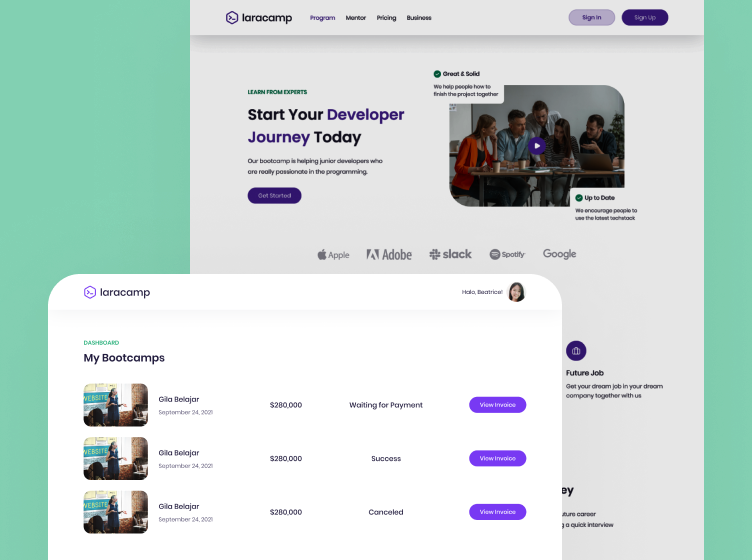 laracamp
Program Mentor Pricing Business
Sign In
Sign Up
LEARN FROM EXPERTS
Start Your Developer
Journey Today
Our bootcamp is helping junior developers who
are really passionate in the programming.
Get Started
Great & Solid
We help people how to
finish the project together
Up to Date
We encourage people to
use the latest techstack
Apple Adobe slack Spotify Google
Future Job
Get your dream job in your dream
company together with us
laracamp
Halo, Beatrice!
DASHBOARD
My Bootcamps
WEBSITE
Gila Belajar
September 24, 2021
$280,000
Waiting for Payment
View Invoice
WEBSITE
Gila Belajar
September 24, 2021
$280,000
Success
View Invoice
WEBSITE
Gila Belajar
September 24, 2021
$280,000
Canceled
View Invoice
ey
uture career
g a quick interview